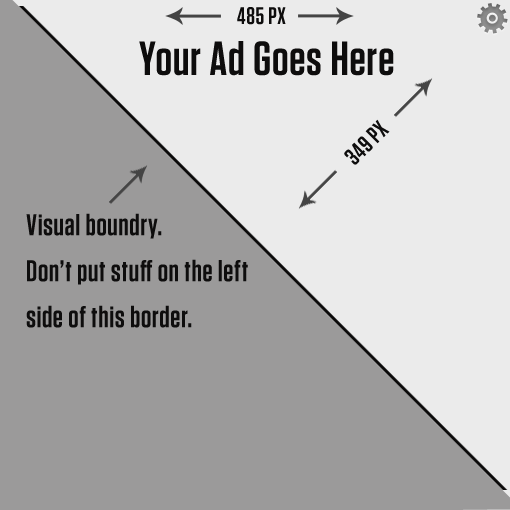 485 PX
Your Ad Goes Here
349 PX
Visual boundry.
Don't put stuff on the left
side of this border.